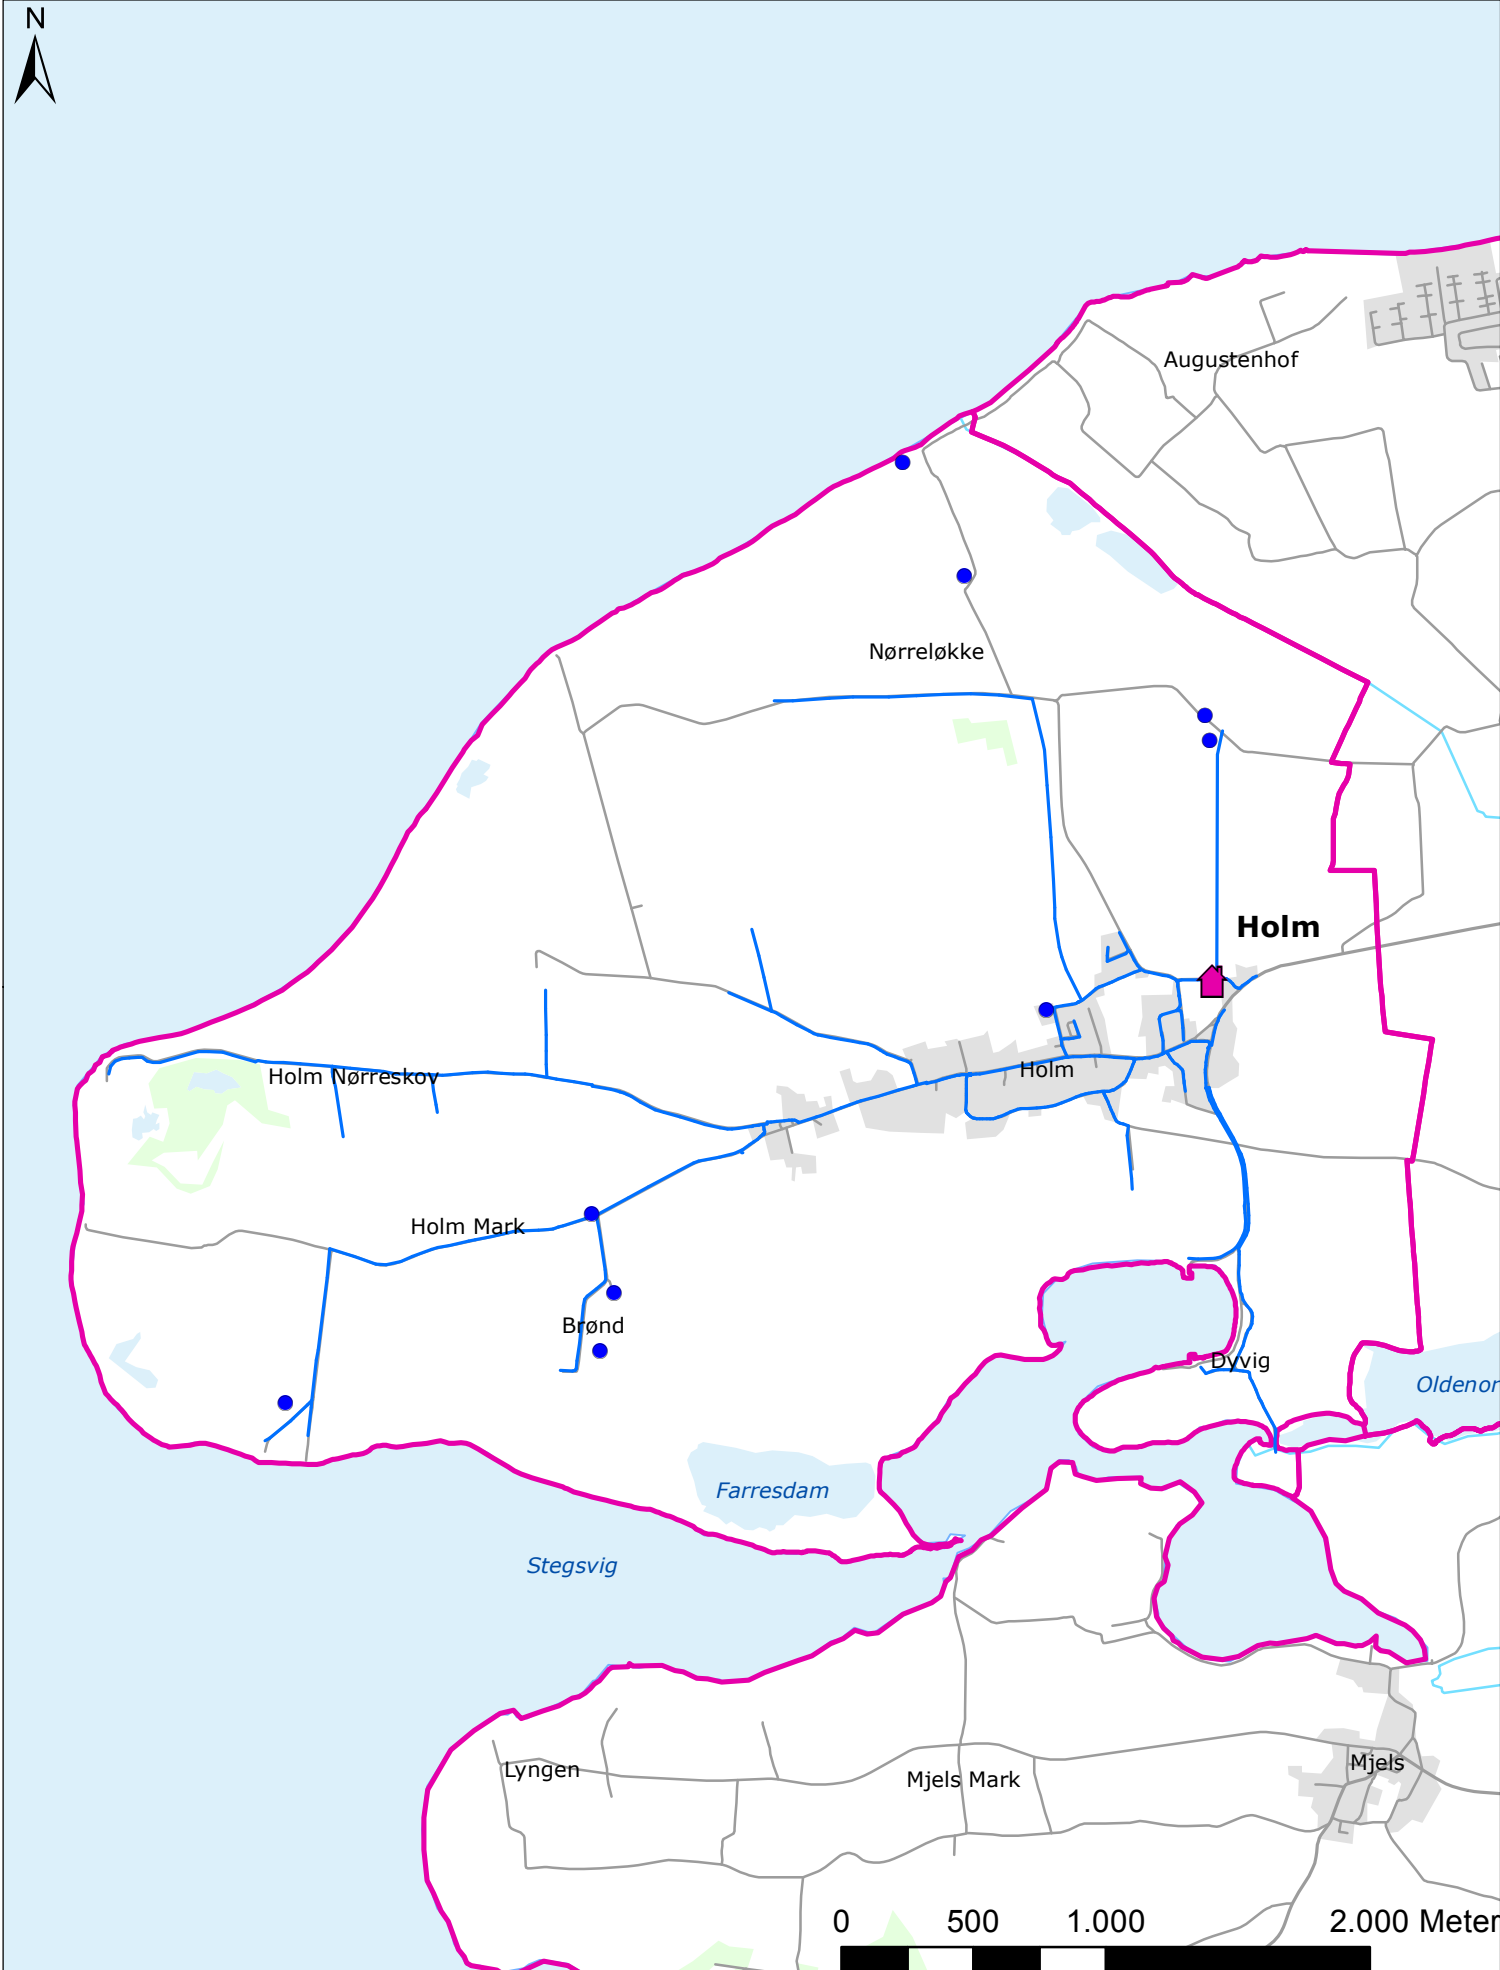 N
Augustenhof
Nørreløkke
Holm
Holm
Holm Nørreskov
Holm Mark
Brønd
Dyvig
Oldenor
Farresdam
Stegsvig
Lyngen
Mjels Mark
Mjels
0 500 1.000 2.000 Meter